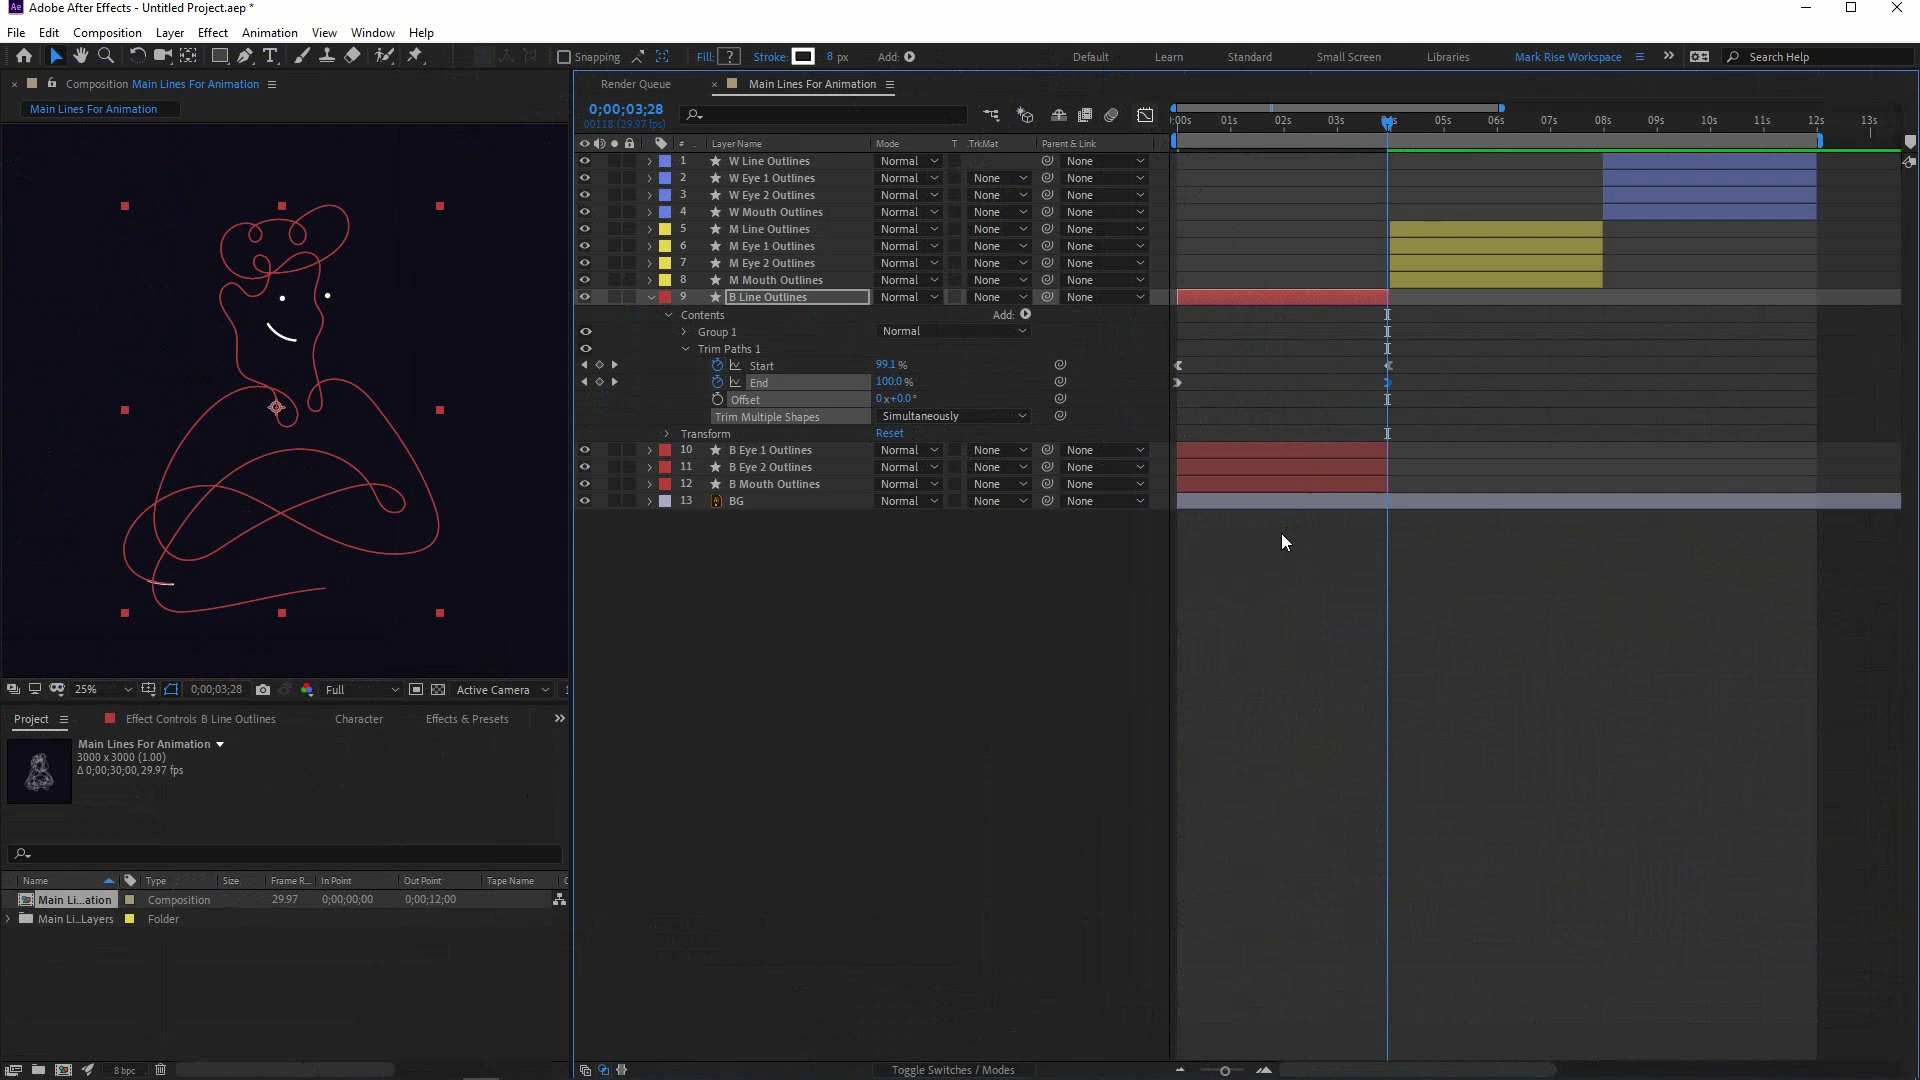 Adobe After Effects - Untitled Project.aep *
File Edit Composition Layer Effect Animation View Window Help
Snapping Fill: ? Stroke: 8 px Add: Default Learn Standard Small Screen Libraries Mark Rise Workspace Search Help
Composition Main Lines For Animation
Main Lines For Animation
Render Queue Main Lines For Animation
0;00;03;28
00118 (29.97 fps)
:00s 01s 02s 03s 04s 05s 06s 07s 08s 09s 10s 11s 12s 13s
# Layer Name Mode T .TrkMat Parent & Link
1 W Line Outlines Normal None
2 W Eye 1 Outlines Normal None None
3 W Eye 2 Outlines Normal None None
4 W Mouth Outlines Normal None None
5 M Line Outlines Normal None None
6 M Eye 1 Outlines Normal None None
7 M Eye 2 Outlines Normal None None
8 M Mouth Outlines Normal None None
9 B Line Outlines Normal None None
Contents Add:
Group 1 Normal
Trim Paths 1
Start 99.1 %
End 100.0 %
Offset 0x+0.0°
Trim Multiple Shapes Simultaneously
Transform Reset
10 B Eye 1 Outlines Normal None None
11 B Eye 2 Outlines Normal None None
12 B Mouth Outlines Normal None None
13 BG Normal None None
25% 0;00;03;28 Full Active Camera 1
Project Effect Controls B Line Outlines Character Effects & Presets
Main Lines For Animation
3000 x 3000 (1.00)
Δ 0;00;30;00, 29.97 fps
Name Type Size Frame R... In Point Out Point Tape Name
Main Li...ation Composition 29.97 0;00;00;00 0;00;12;00
Main Li...Layers Folder
8 bpc Toggle Switches / Modes